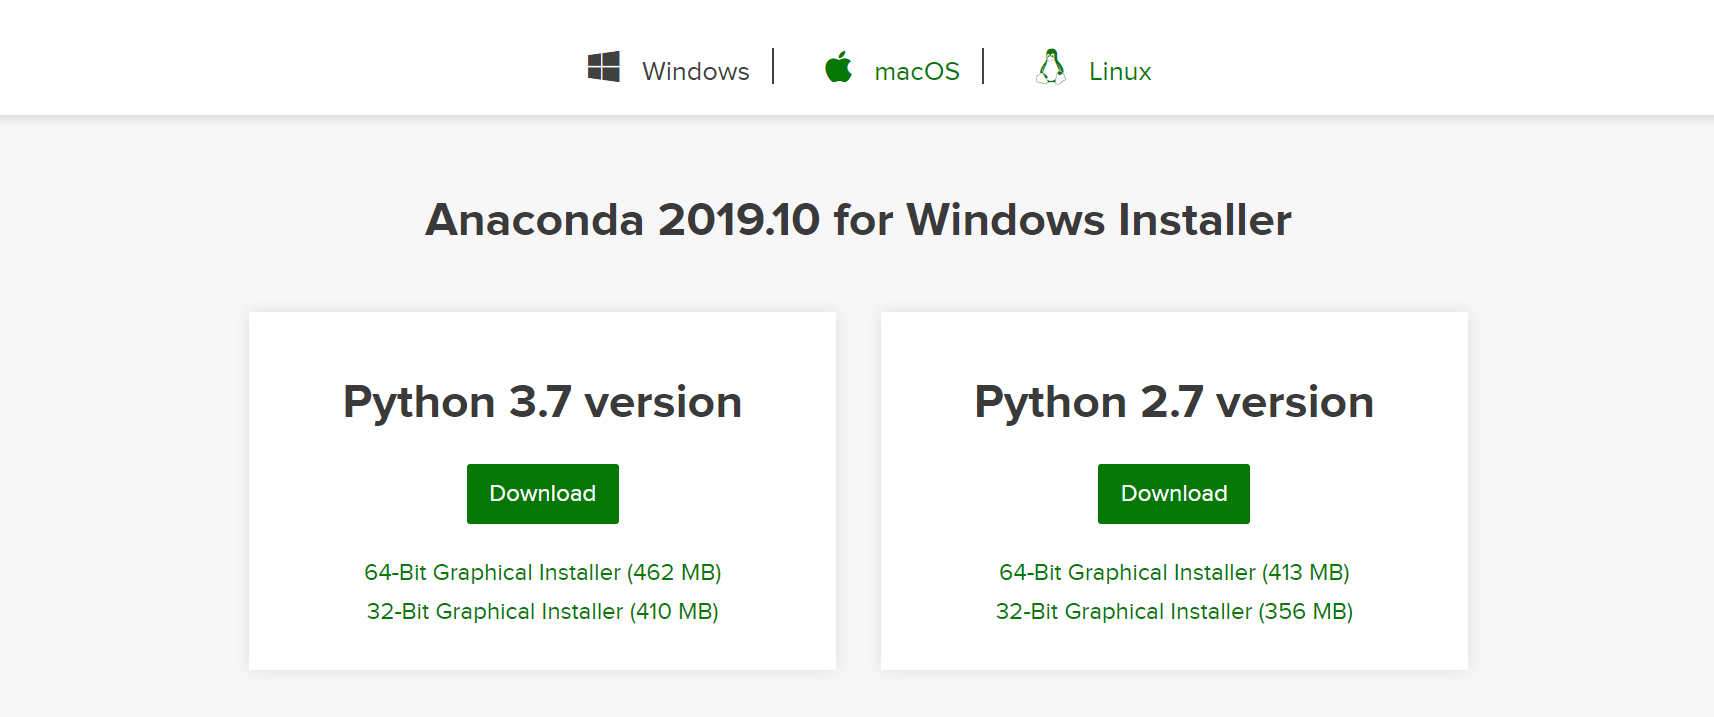 Windows macOS Linux
Anaconda 2019.10 for Windows Installer
Python 3.7 version
Download
64-Bit Graphical Installer (462 MB)
32-Bit Graphical Installer (410 MB)
Python 2.7 version
Download
64-Bit Graphical Installer (413 MB)
32-Bit Graphical Installer (356 MB)